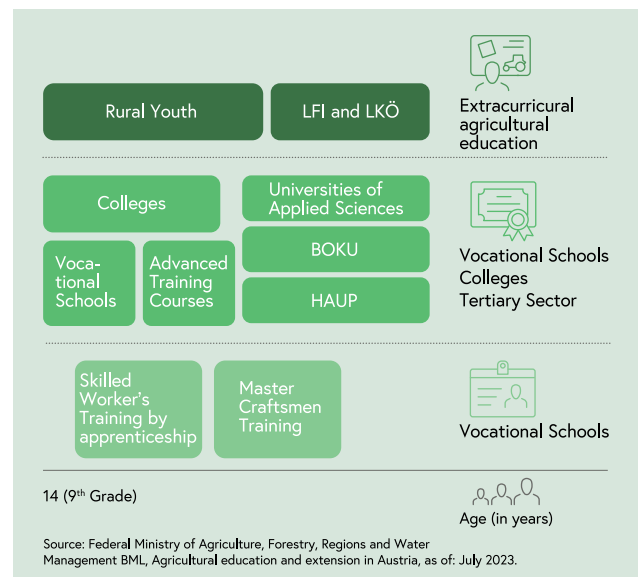 Rural Youth
LFI and LKÖ
Extracurricural
agricultural
education
Colleges
Universities of
Applied Sciences
Voca-
tional
Schools
Advanced
Training
Courses
BOKU
HAUP
Vocational Schools
Colleges
Tertiary Sector
Skilled
Worker's
Training by
apprenticeship
Master
Craftsmen
Training
Vocational Schools
14 (9th Grade)
Age (in years)
Source: Federal Ministry of Agriculture, Forestry, Regions and Water
Management BML, Agricultural education and extension in Austria, as of: July 2023.